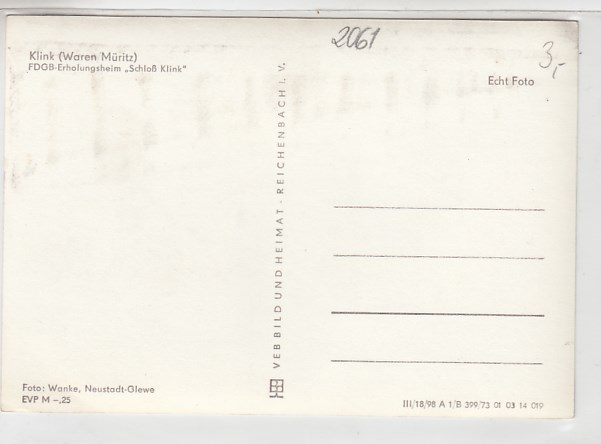 2061
3,-
Klink (Waren Müritz)
FDGB-Erholungsheim „Schloß Klink"
Echt Foto
VEB BILD UND HEIMAT · REICHENBACH I. V.
Foto: Wanke, Neustadt-Glewe
EVP M –,25
III/18/98 A 1/B 399/73 01 03 14 019